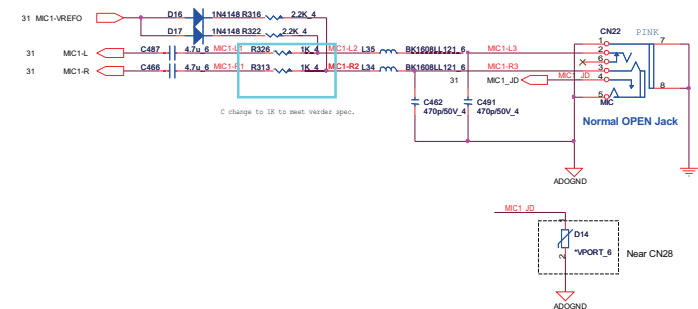 31 MIC1-VREFO
D16 1N4148 R316 2.2K_4
D17 1N4148 R322 2.2K_4
31 MIC1-L C487 4.7u_6 MIC1-L1 R326 1K_4 MIC1-L2 L35 BK1608LL121_6 MIC1-L3
31 MIC1-R C466 4.7u_6 MIC1-R1 R313 1K_4 MIC1-R2 L34 BK1608LL121_6 MIC1-R3
31 MIC1_JD MIC1_JD
CN22 PINK
1
2
6
3
4
5
7
8
MIC
Normal OPEN Jack
C462
470p/50V_4
C491
470p/50V_4
C change to 1K to meet verder spec.
ADOGND
MIC1_JD
1
D14
*VPORT_6
2
Near CN28
ADOGND